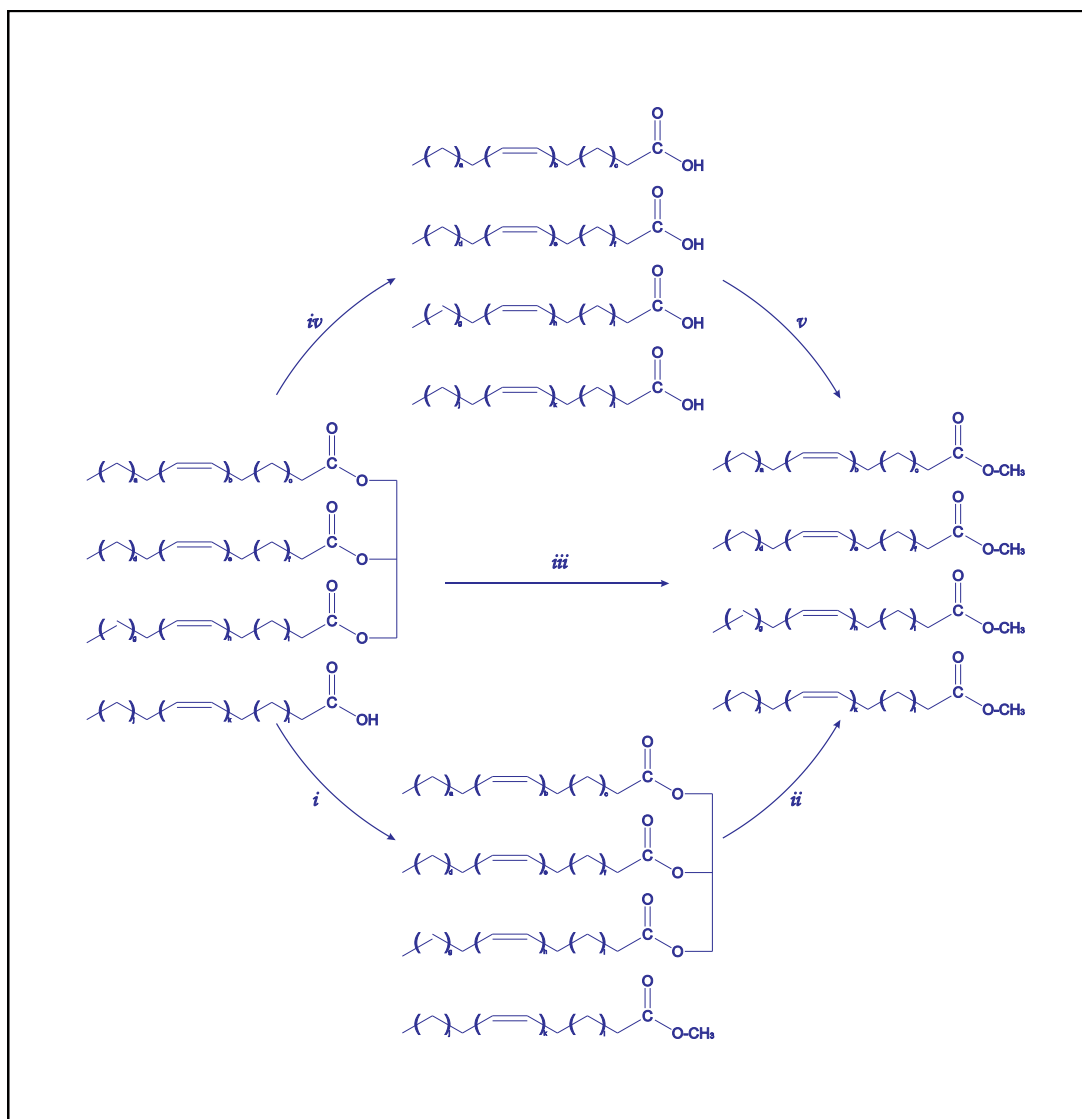 O
( )a ( )b ( )c C OH
O
( )d ( )e ( )f C OH
O
( )g ( )h ( )i C OH
O
( )j ( )k ( )l C OH
iv
v
O
( )a ( )b ( )c C O
O
( )d ( )e ( )f C O
O
( )g ( )h ( )i C O
O
( )j ( )k ( )l C OH
iii
O
( )a ( )b ( )c C O-CH3
O
( )d ( )e ( )f C O-CH3
O
( )g ( )h ( )i C O-CH3
O
( )j ( )k ( )l C O-CH3
i
ii
O
( )a ( )b ( )c C O
O
( )d ( )e ( )f C O
O
( )g ( )h ( )i C O
O
( )j ( )k ( )l C O-CH3